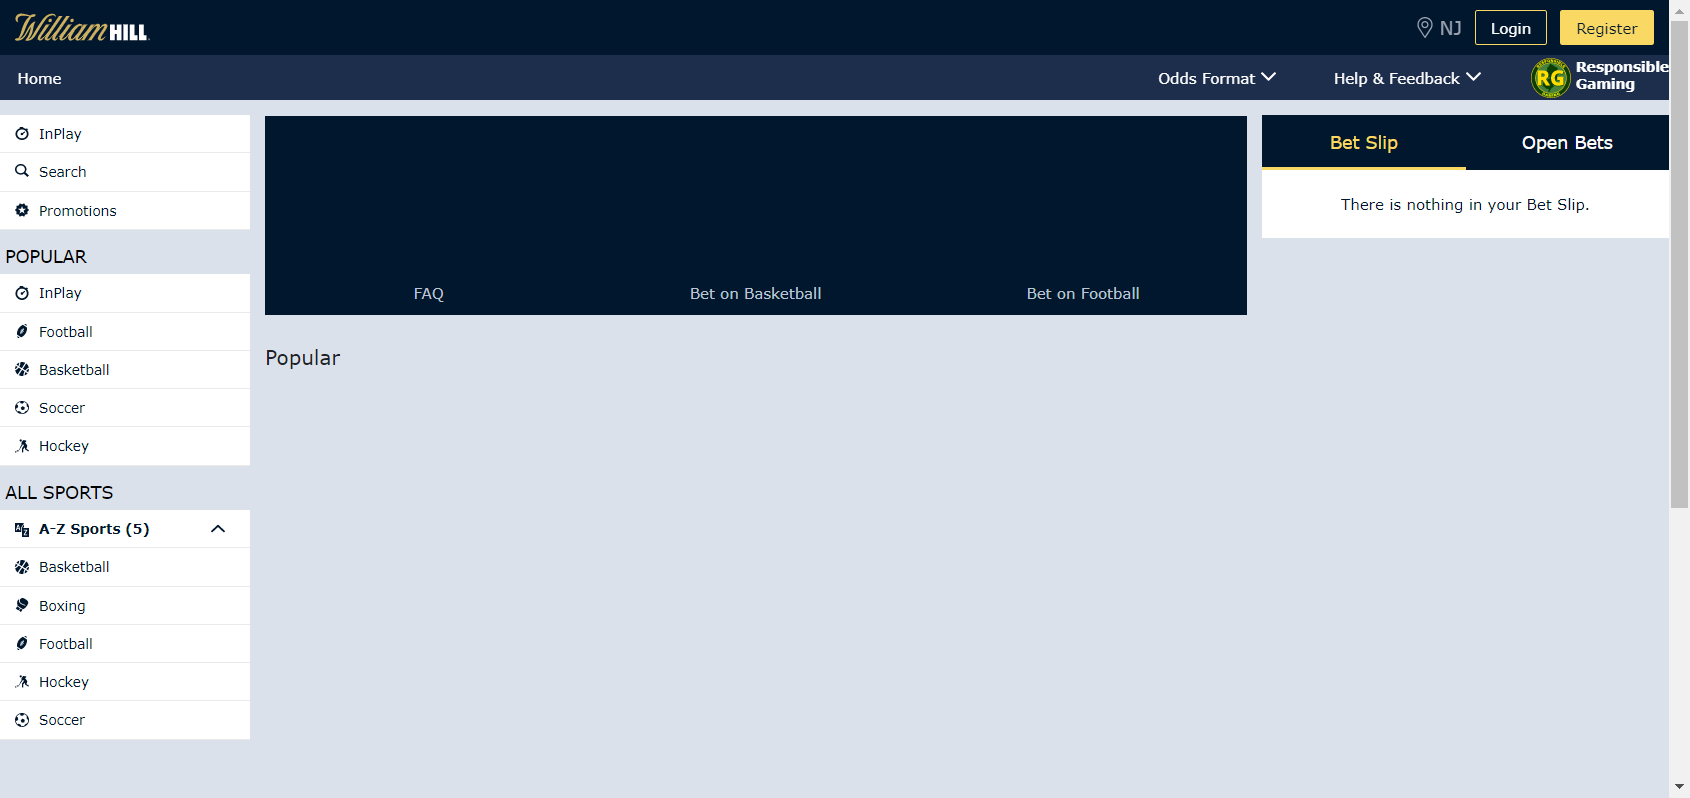 William HILL
NJ
Login
Register
Home
Odds Format
Help & Feedback
RG
Responsible
Gaming
InPlay
Search
Promotions
POPULAR
InPlay
Football
Basketball
Soccer
Hockey
ALL SPORTS
A-Z Sports (5)
Basketball
Boxing
Football
Hockey
Soccer
FAQ
Bet on Basketball
Bet on Football
Popular
Bet Slip
Open Bets
There is nothing in your Bet Slip.